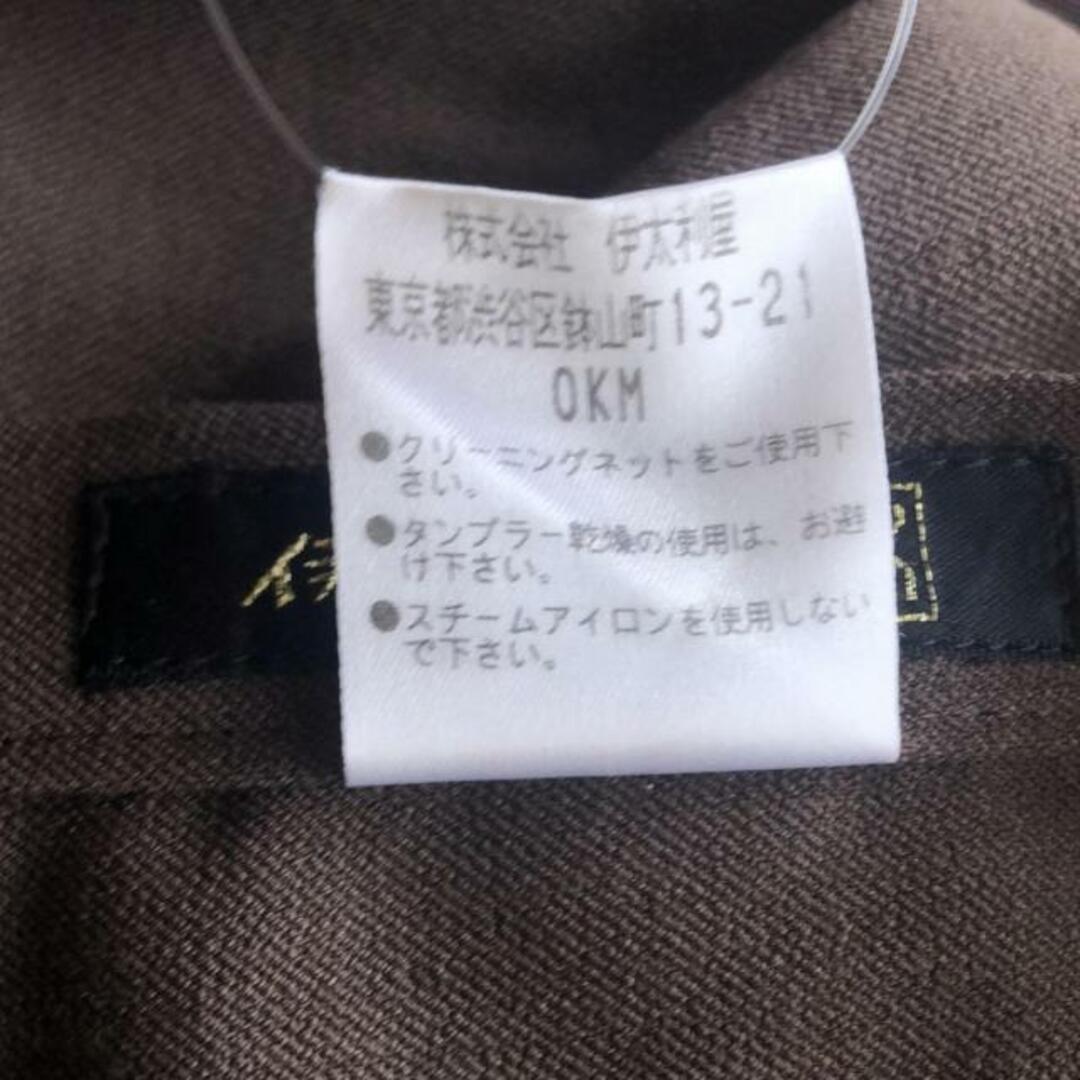 株式会社 伊太利屋
東京都渋谷区鉢山町13-21
OKM
●クリーニングネットをご使用下
さい。
●タンブラー乾燥の使用は、お避
け下さい。
●スチームアイロンを使用しない
で下さい。
伊